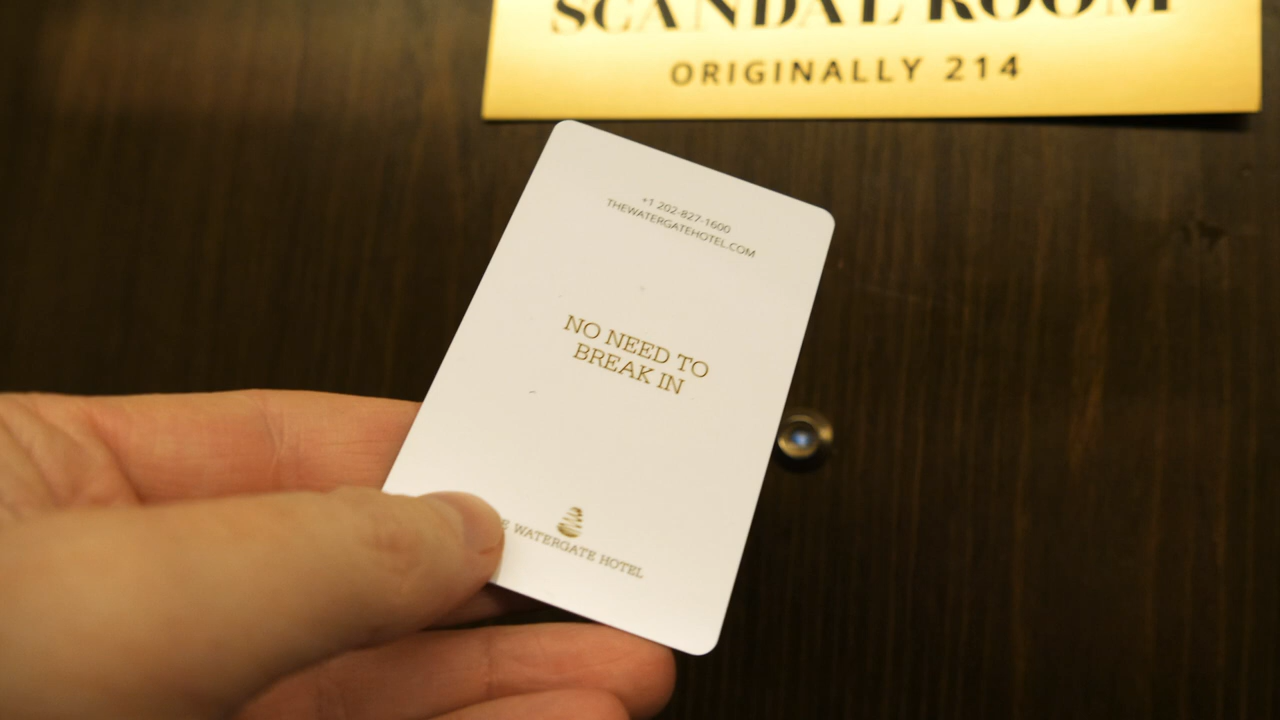 SCANDAL ROOM
ORIGINALLY 214
+1 202-827-1600
THEWATERGATEHOTEL.COM
NO NEED TO
BREAK IN
WATERGATE HOTEL